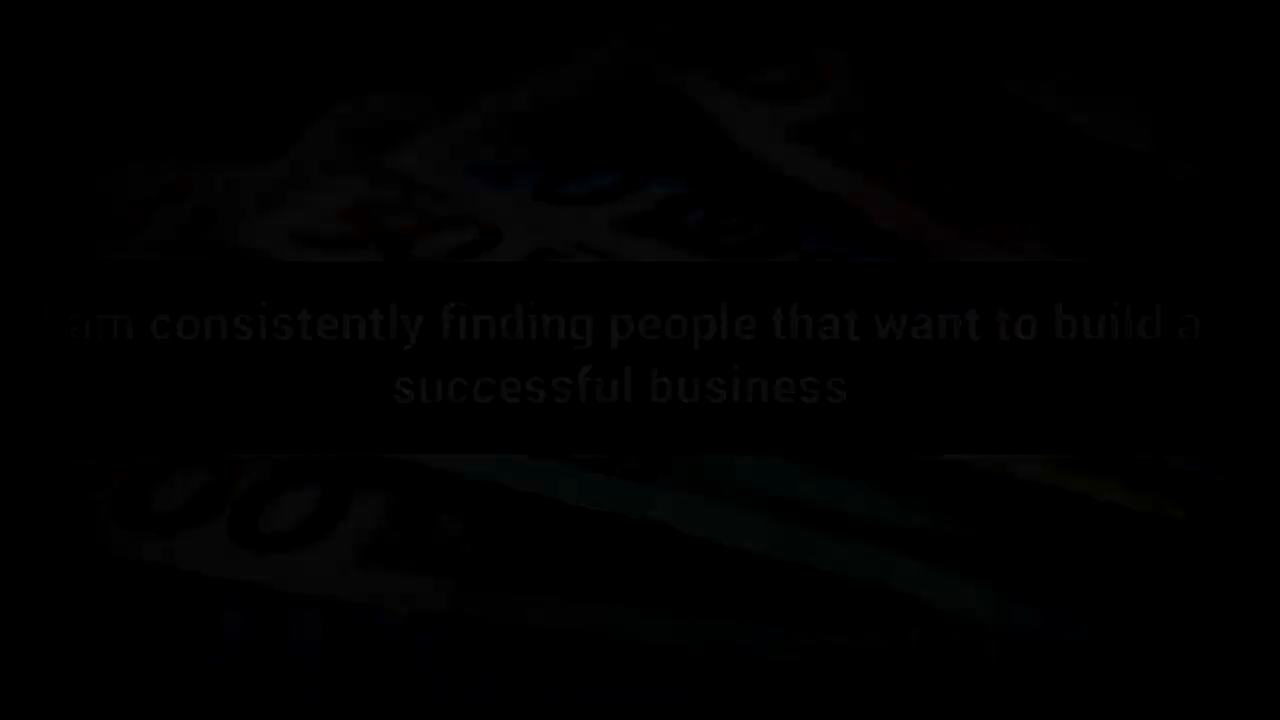 am consistently finding people that want to build a
successful business